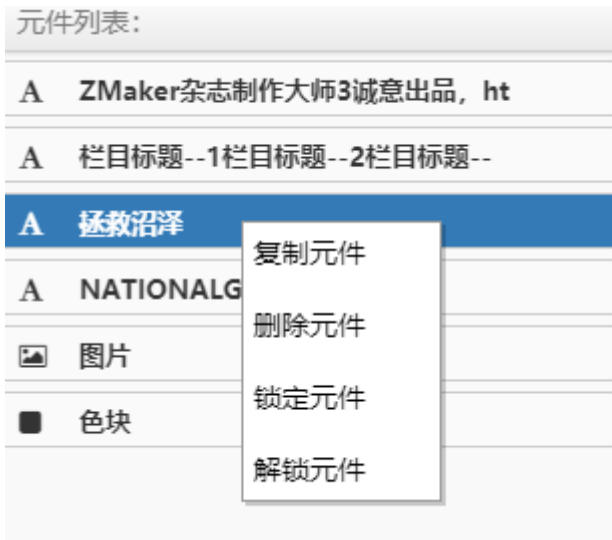 元件列表:
A ZMaker杂志制作大师3诚意出品，ht
A 栏目标题--1栏目标题--2栏目标题--
A 拯救沼泽
复制元件
A NATIONALG
删除元件
图片
锁定元件
色块
解锁元件